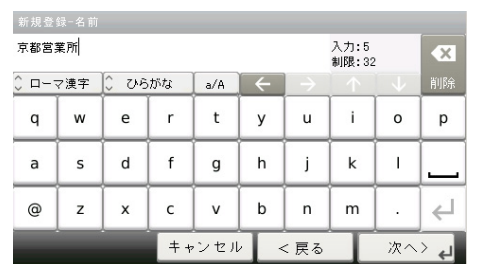 新規登録-名前
京都営業所
入力:5
制限:32
ローマ漢字 ひらがな a/A ← → ↑ ↓ 削除
q w e r t y u i o p
a s d f g h j k l
@ z x c v b n m .
キャンセル < 戻る 次へ >